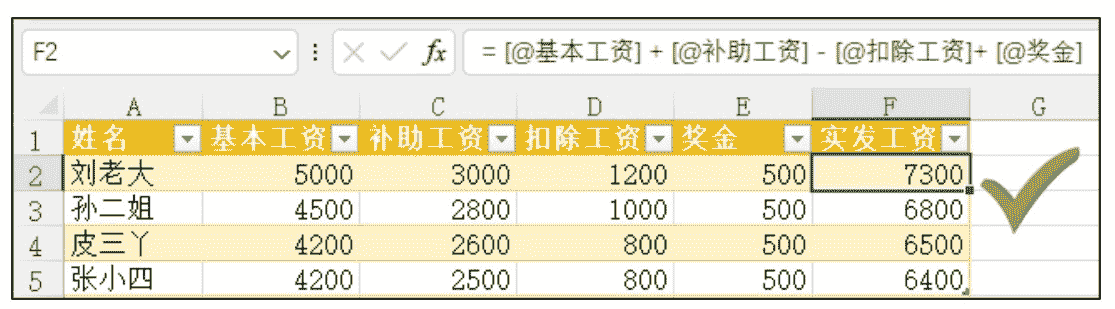 F2 fx = [@基本工资] + [@补助工资] - [@扣除工资]+ [@奖金]
A B C D E F G
1 姓名 基本工资 补助工资 扣除工资 奖金 实发工资
2 刘老大 5000 3000 1200 500 7300
3 孙二姐 4500 2800 1000 500 6800
4 皮三丫 4200 2600 800 500 6500
5 张小四 4200 2500 800 500 6400